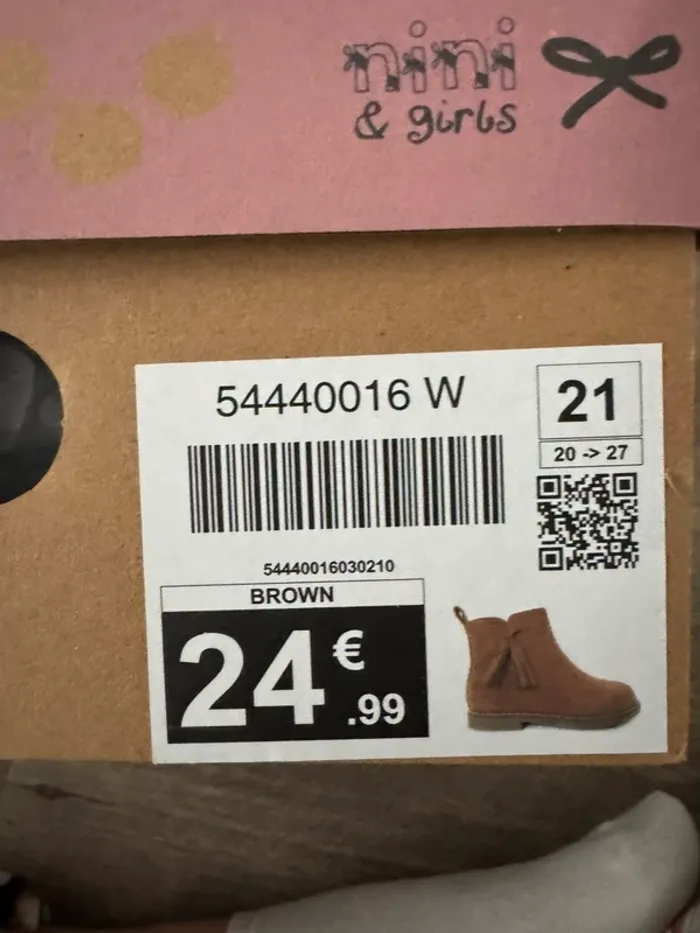 nini
& girls
54440016 W
21
20 -> 27
54440016030210
BROWN
24€.99